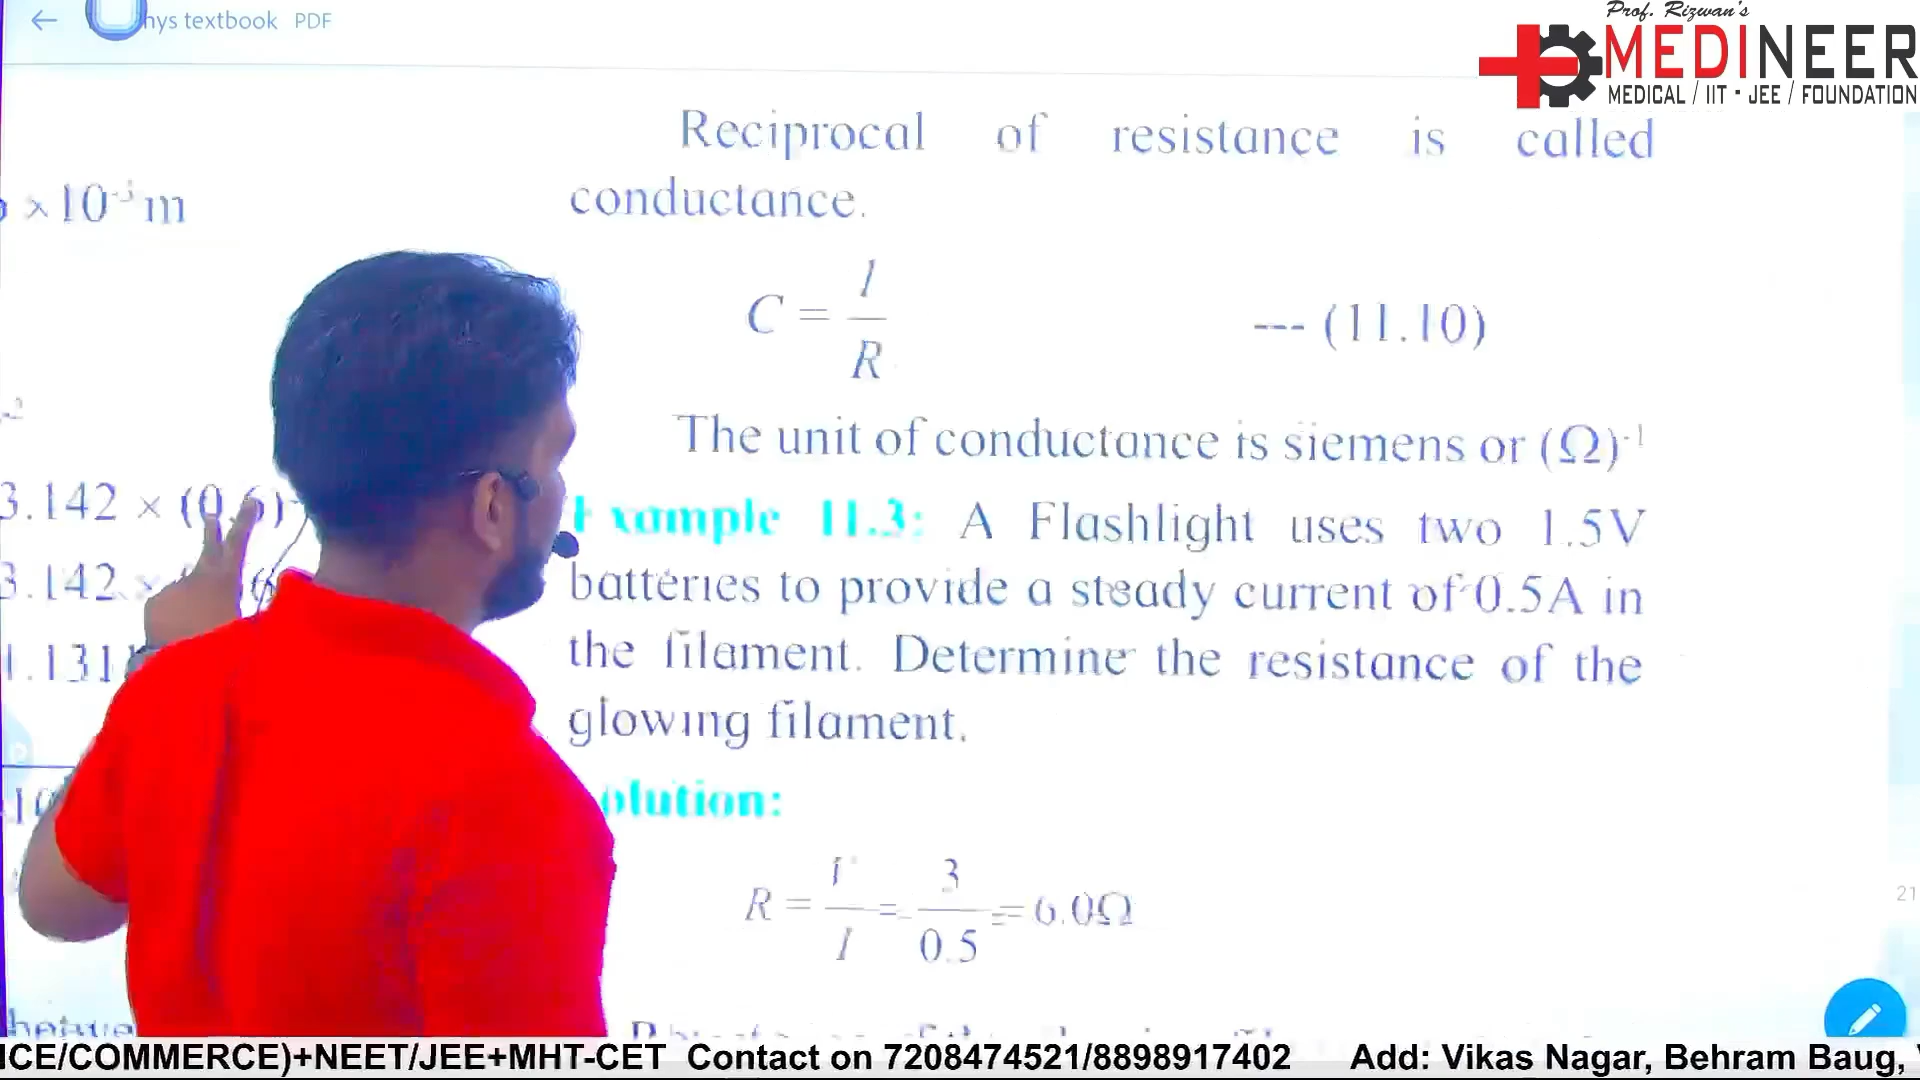 hys textbook PDF
Prof. Rizwan's
MEDINEER
MEDICAL / IIT - JEE / FOUNDATION
× 10⁻³ m
-2
3.142 × (0.6)
3.142 ×
1.131
10
Reciprocal of resistance is called
conductance.
C = 1/R --- (11.10)
The unit of conductance is siemens or (Ω)⁻¹
Example 11.3: A Flashlight uses two 1.5V
batteries to provide a steady current of 0.5A in
the filament. Determine the resistance of the
glowing filament.
olution:
R = V/I = 3/0.5 = 6.0Ω
21
ICE/COMMERCE)+NEET/JEE+MHT-CET Contact on 7208474521/8898917402 Add: Vikas Nagar, Behram Baug,